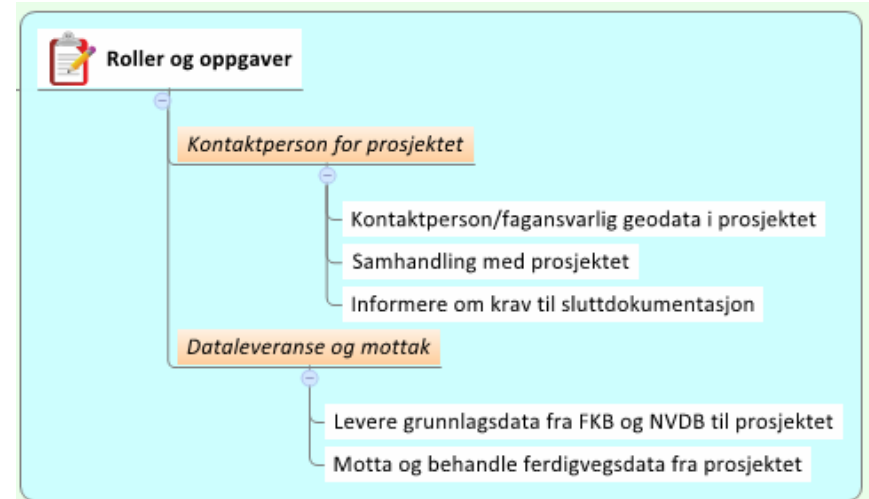 Roller og oppgaver
Kontaktperson for prosjektet
Kontaktperson/fagansvarlig geodata i prosjektet
Samhandling med prosjektet
Informere om krav til sluttdokumentasjon
Dataleveranse og mottak
Levere grunnlagsdata fra FKB og NVDB til prosjektet
Motta og behandle ferdigvegsdata fra prosjektet